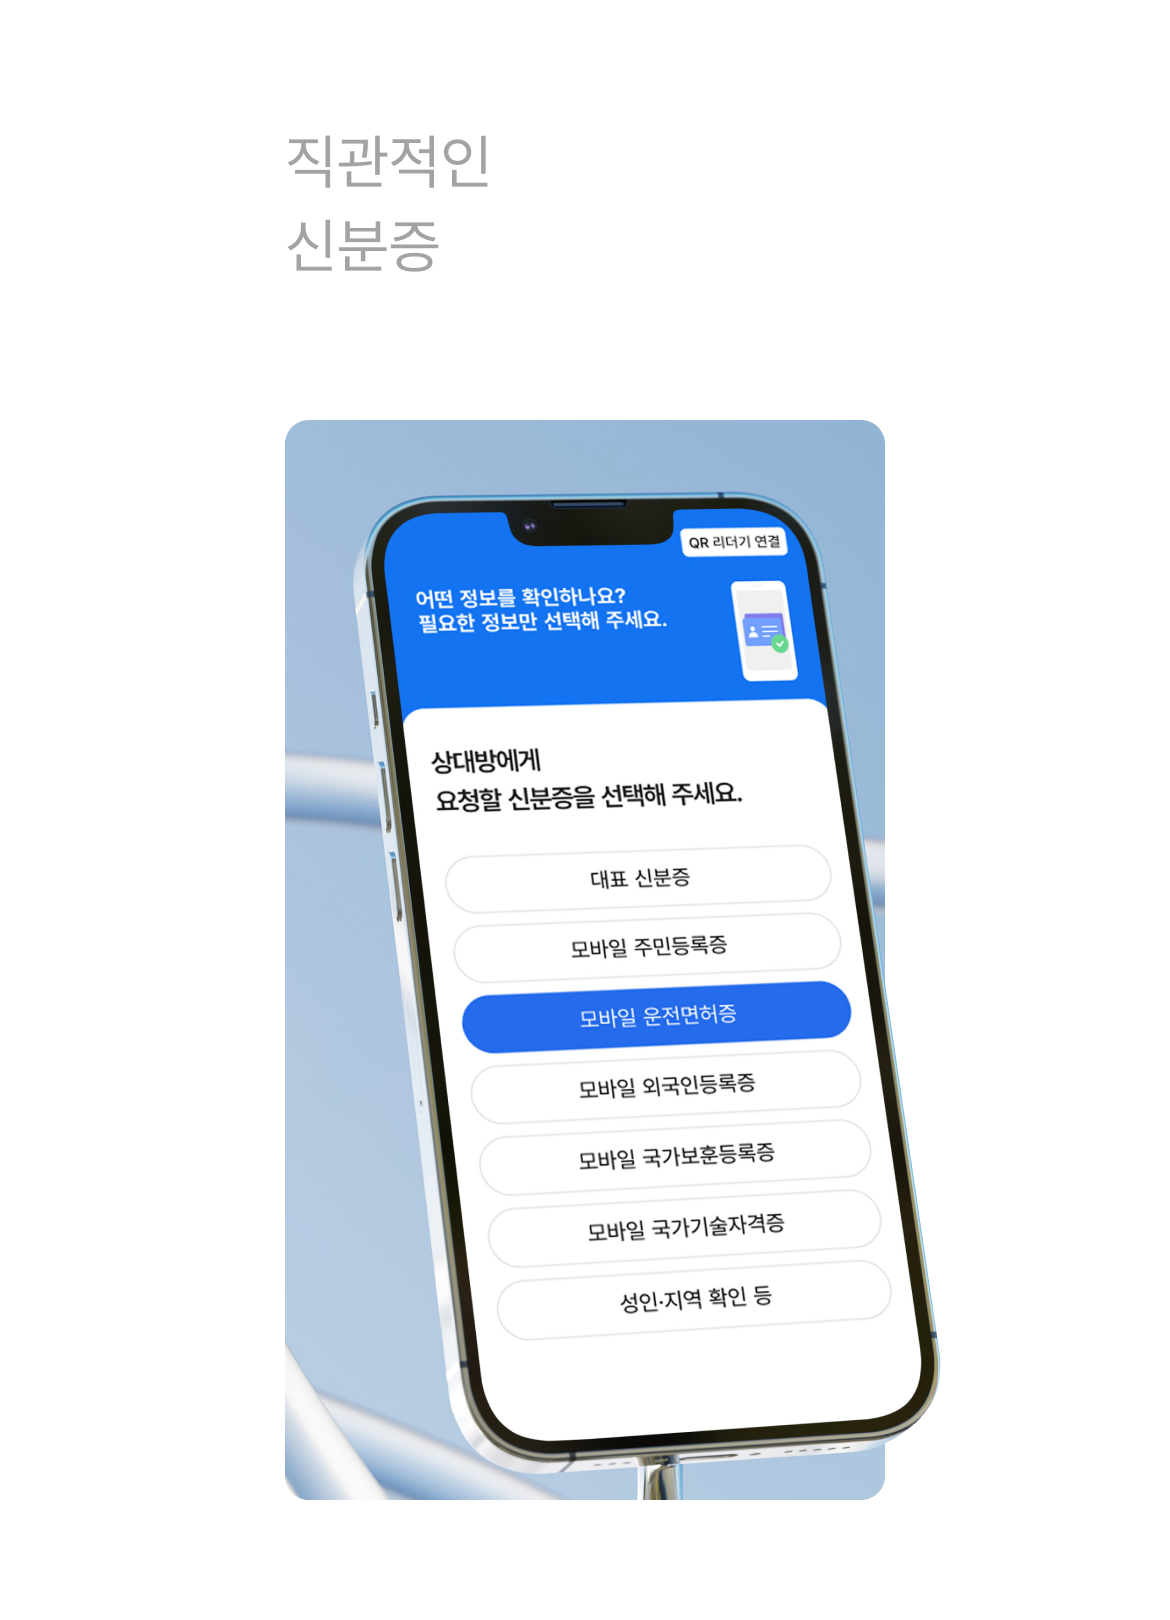 직관적인
신분증
QR 리더기 연결
어떤 정보를 확인하나요?
필요한 정보만 선택해 주세요.
상대방에게
요청할 신분증을 선택해 주세요.
대표 신분증
모바일 주민등록증
모바일 운전면허증
모바일 외국인등록증
모바일 국가보훈등록증
모바일 국가기술자격증
성인·지역 확인 등